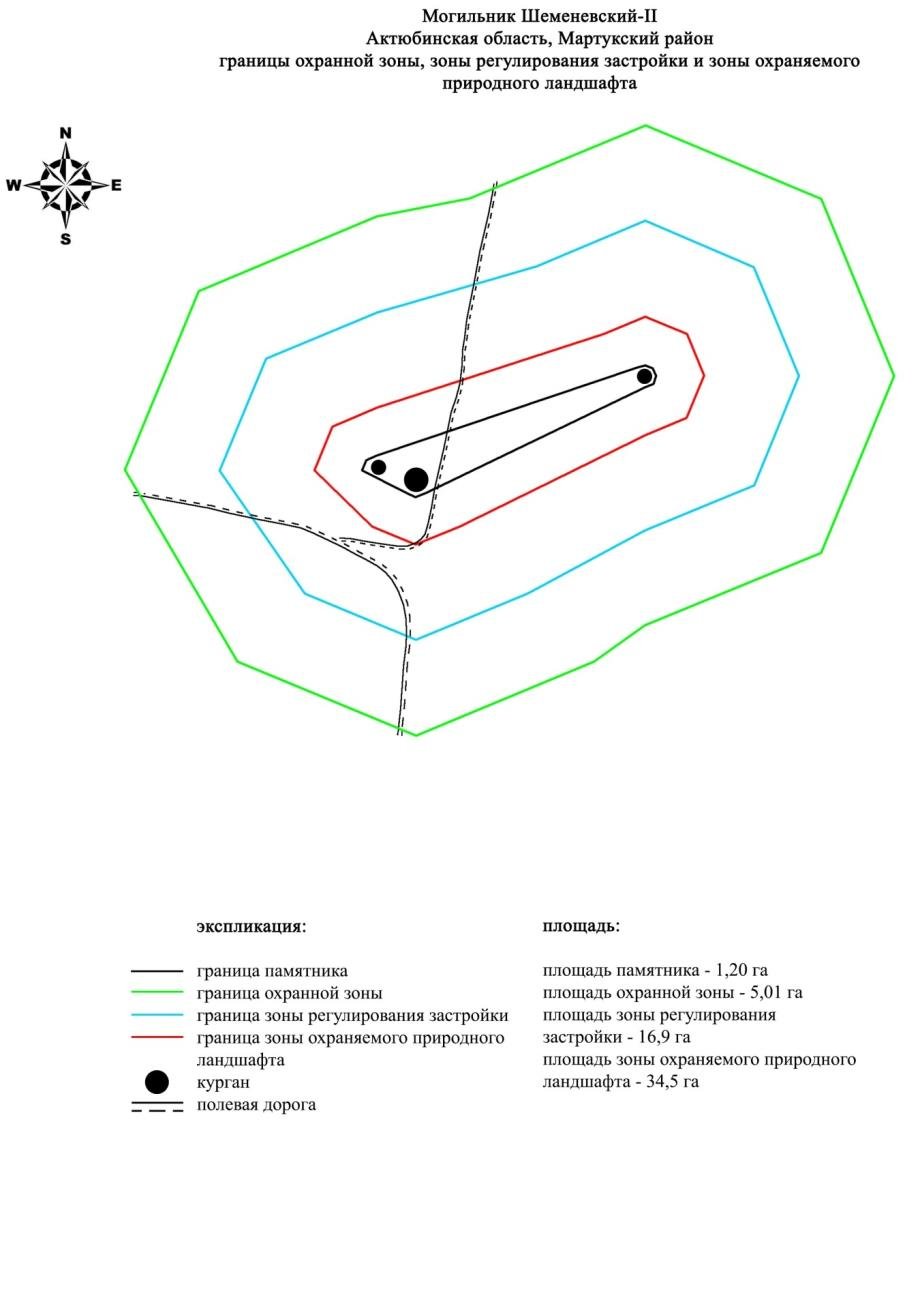 Могильник Шеменевский-II
Актюбинская область, Мартукский район
границы охранной зоны, зоны регулирования застройки и зоны охраняемого
природного ландшафта
N
W E
S
экспликация:
граница памятника
граница охранной зоны
граница зоны регулирования застройки
граница зоны охраняемого природного
ландшафта
курган
полевая дорога
площадь:
площадь памятника - 1,20 га
площадь охранной зоны - 5,01 га
площадь зоны регулирования
застройки - 16,9 га
площадь зоны охраняемого природного
ландшафта - 34,5 га